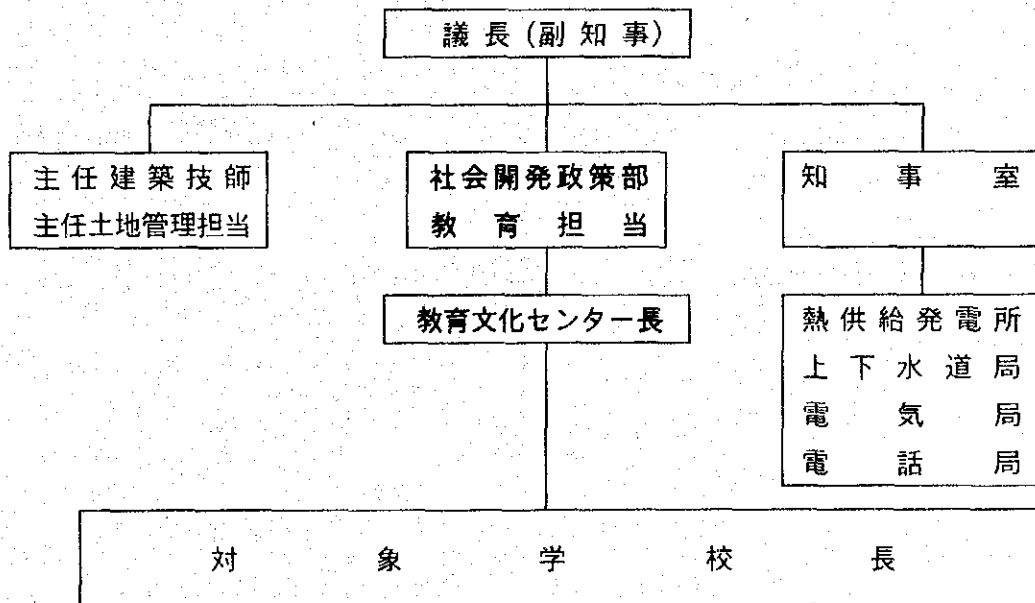 議長(副知事)
主任建築技師
主任土地管理担当
社会開発政策部
教育担当
知事室
教育文化センター長
熱供給発電所
上下水道局
電気局
電話局
対象学校長